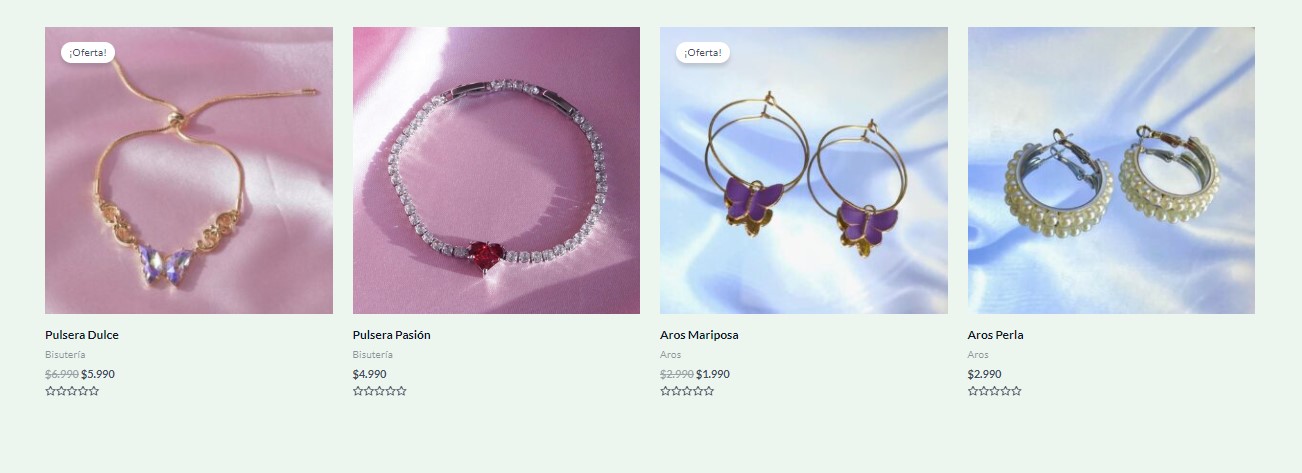 ¡Oferta!
Pulsera Dulce
Bisutería
$6.990 $5.990
Pulsera Pasión
Bisutería
$4.990
¡Oferta!
Aros Mariposa
Aros
$2.990 $1.990
Aros Perla
Aros
$2.990